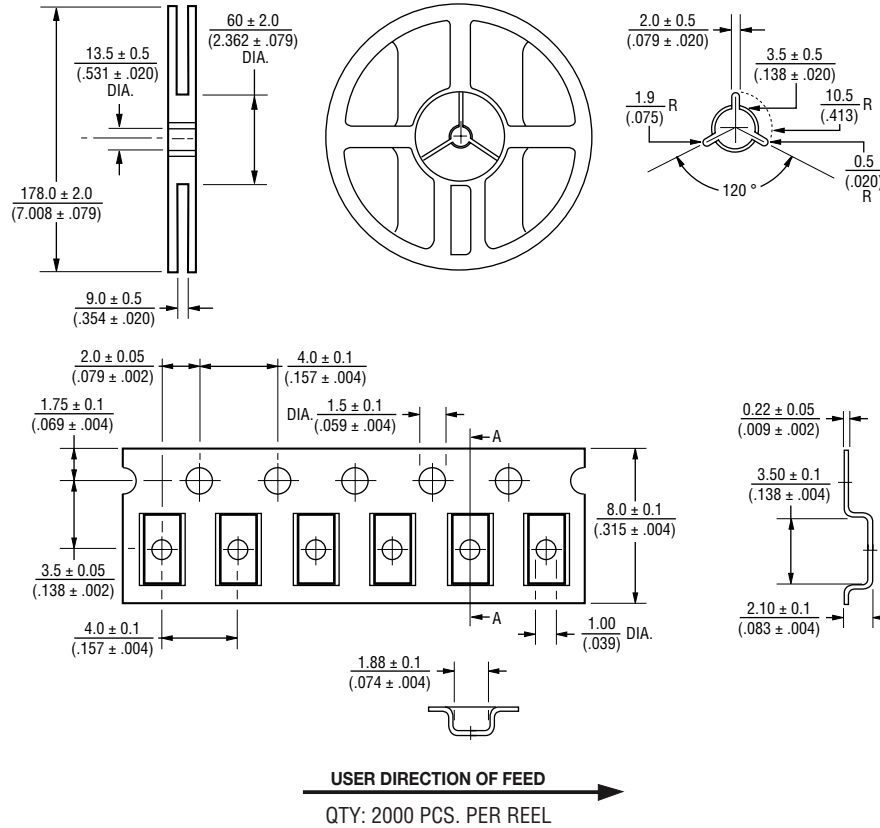 60 ± 2.0
(2.362 ± .079)
DIA.
13.5 ± 0.5
(.531 ± .020)
DIA.
178.0 ± 2.0
(7.008 ± .079)
9.0 ± 0.5
(.354 ± .020)
2.0 ± 0.5
(.079 ± .020)
3.5 ± 0.5
(.138 ± .020)
1.9
(.075)
R
10.5
(.413)
R
0.5
(.020)
R
120 °
2.0 ± 0.05
(.079 ± .002)
4.0 ± 0.1
(.157 ± .004)
1.75 ± 0.1
(.069 ± .004)
DIA.
1.5 ± 0.1
(.059 ± .004)
A
8.0 ± 0.1
(.315 ± .004)
3.5 ± 0.05
(.138 ± .002)
4.0 ± 0.1
(.157 ± .004)
A
1.00
(.039)
DIA.
0.22 ± 0.05
(.009 ± .002)
3.50 ± 0.1
(.138 ± .004)
2.10 ± 0.1
(.083 ± .004)
1.88 ± 0.1
(.074 ± .004)
USER DIRECTION OF FEED
QTY: 2000 PCS. PER REEL